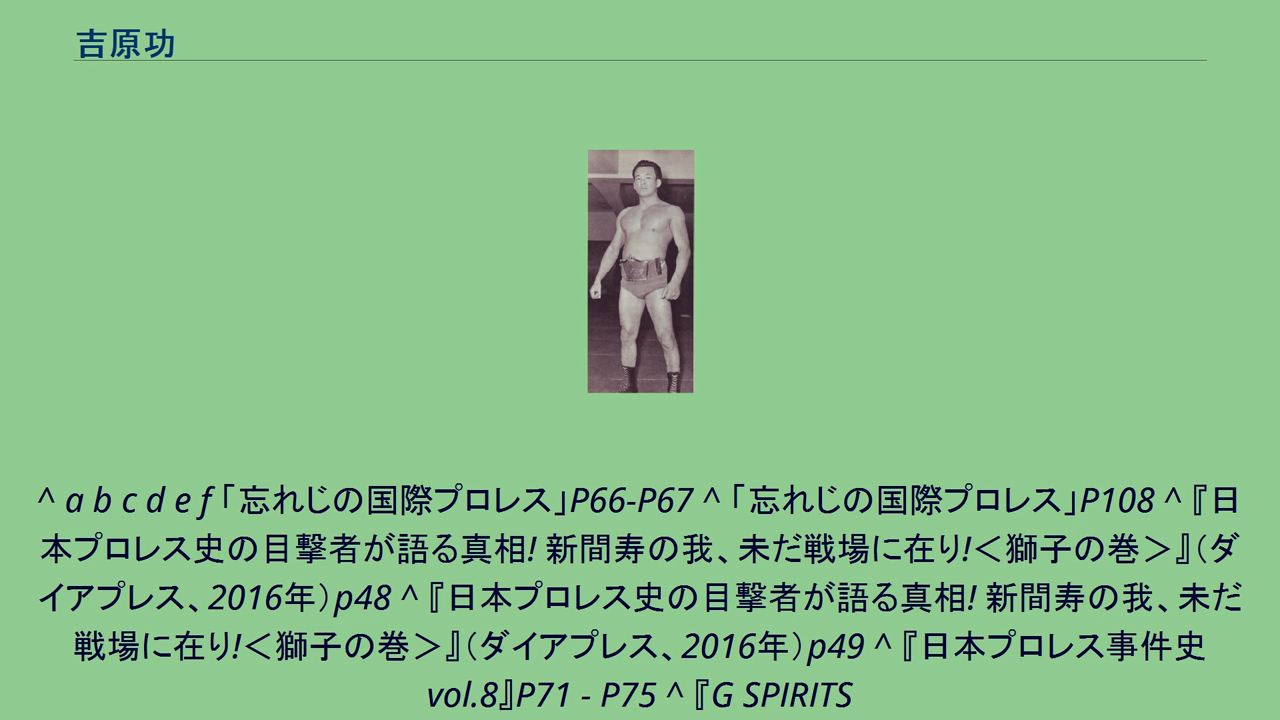 吉原功
^ a b c d e f 「忘れじの国際プロレス」P66-P67 ^ 「忘れじの国際プロレス」P108 ^ 『日
本プロレス史の目撃者が語る真相! 新間寿の我、未だ戦場に在り!＜獅子の巻＞』（ダ
イアプレス、2016年）p48 ^ 『日本プロレス史の目撃者が語る真相! 新間寿の我、未だ
戦場に在り!＜獅子の巻＞』（ダイアプレス、2016年）p49 ^ 『日本プロレス事件史
vol.8』P71 - P75 ^ 『G SPIRITS